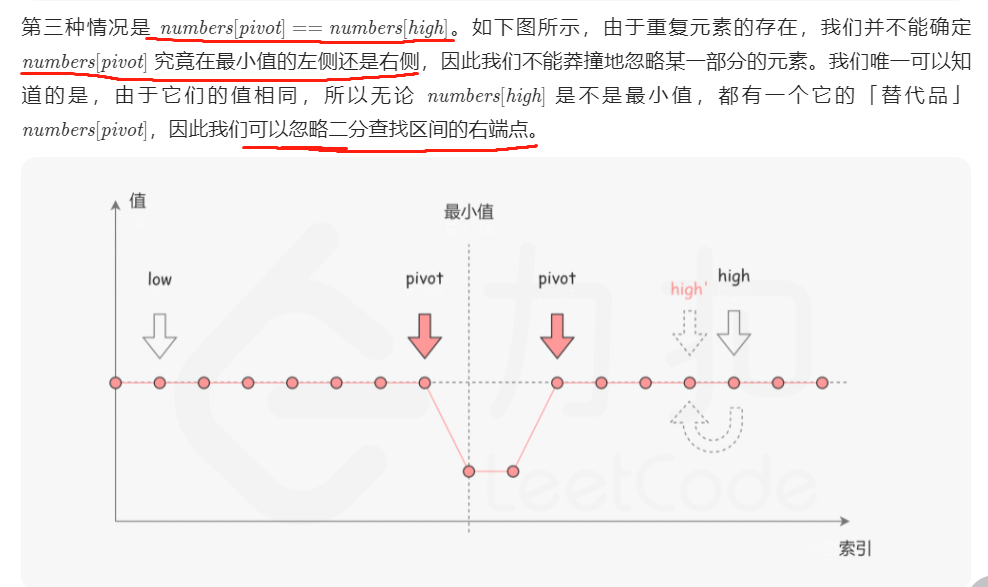 第三种情况是 numbers[pivot] == numbers[high]。如下图所示，由于重复元素的存在，我们并不能确定
numbers[pivot] 究竟在最小值的左侧还是右侧，因此我们不能莽撞地忽略某一部分的元素。我们唯一可以知
道的是，由于它们的值相同，所以无论 numbers[high] 是不是最小值，都有一个它的「替代品」
numbers[pivot]，因此我们可以忽略二分查找区间的右端点。
值
最小值
low
pivot
pivot
high'
high
力扣
LeetCode
索引